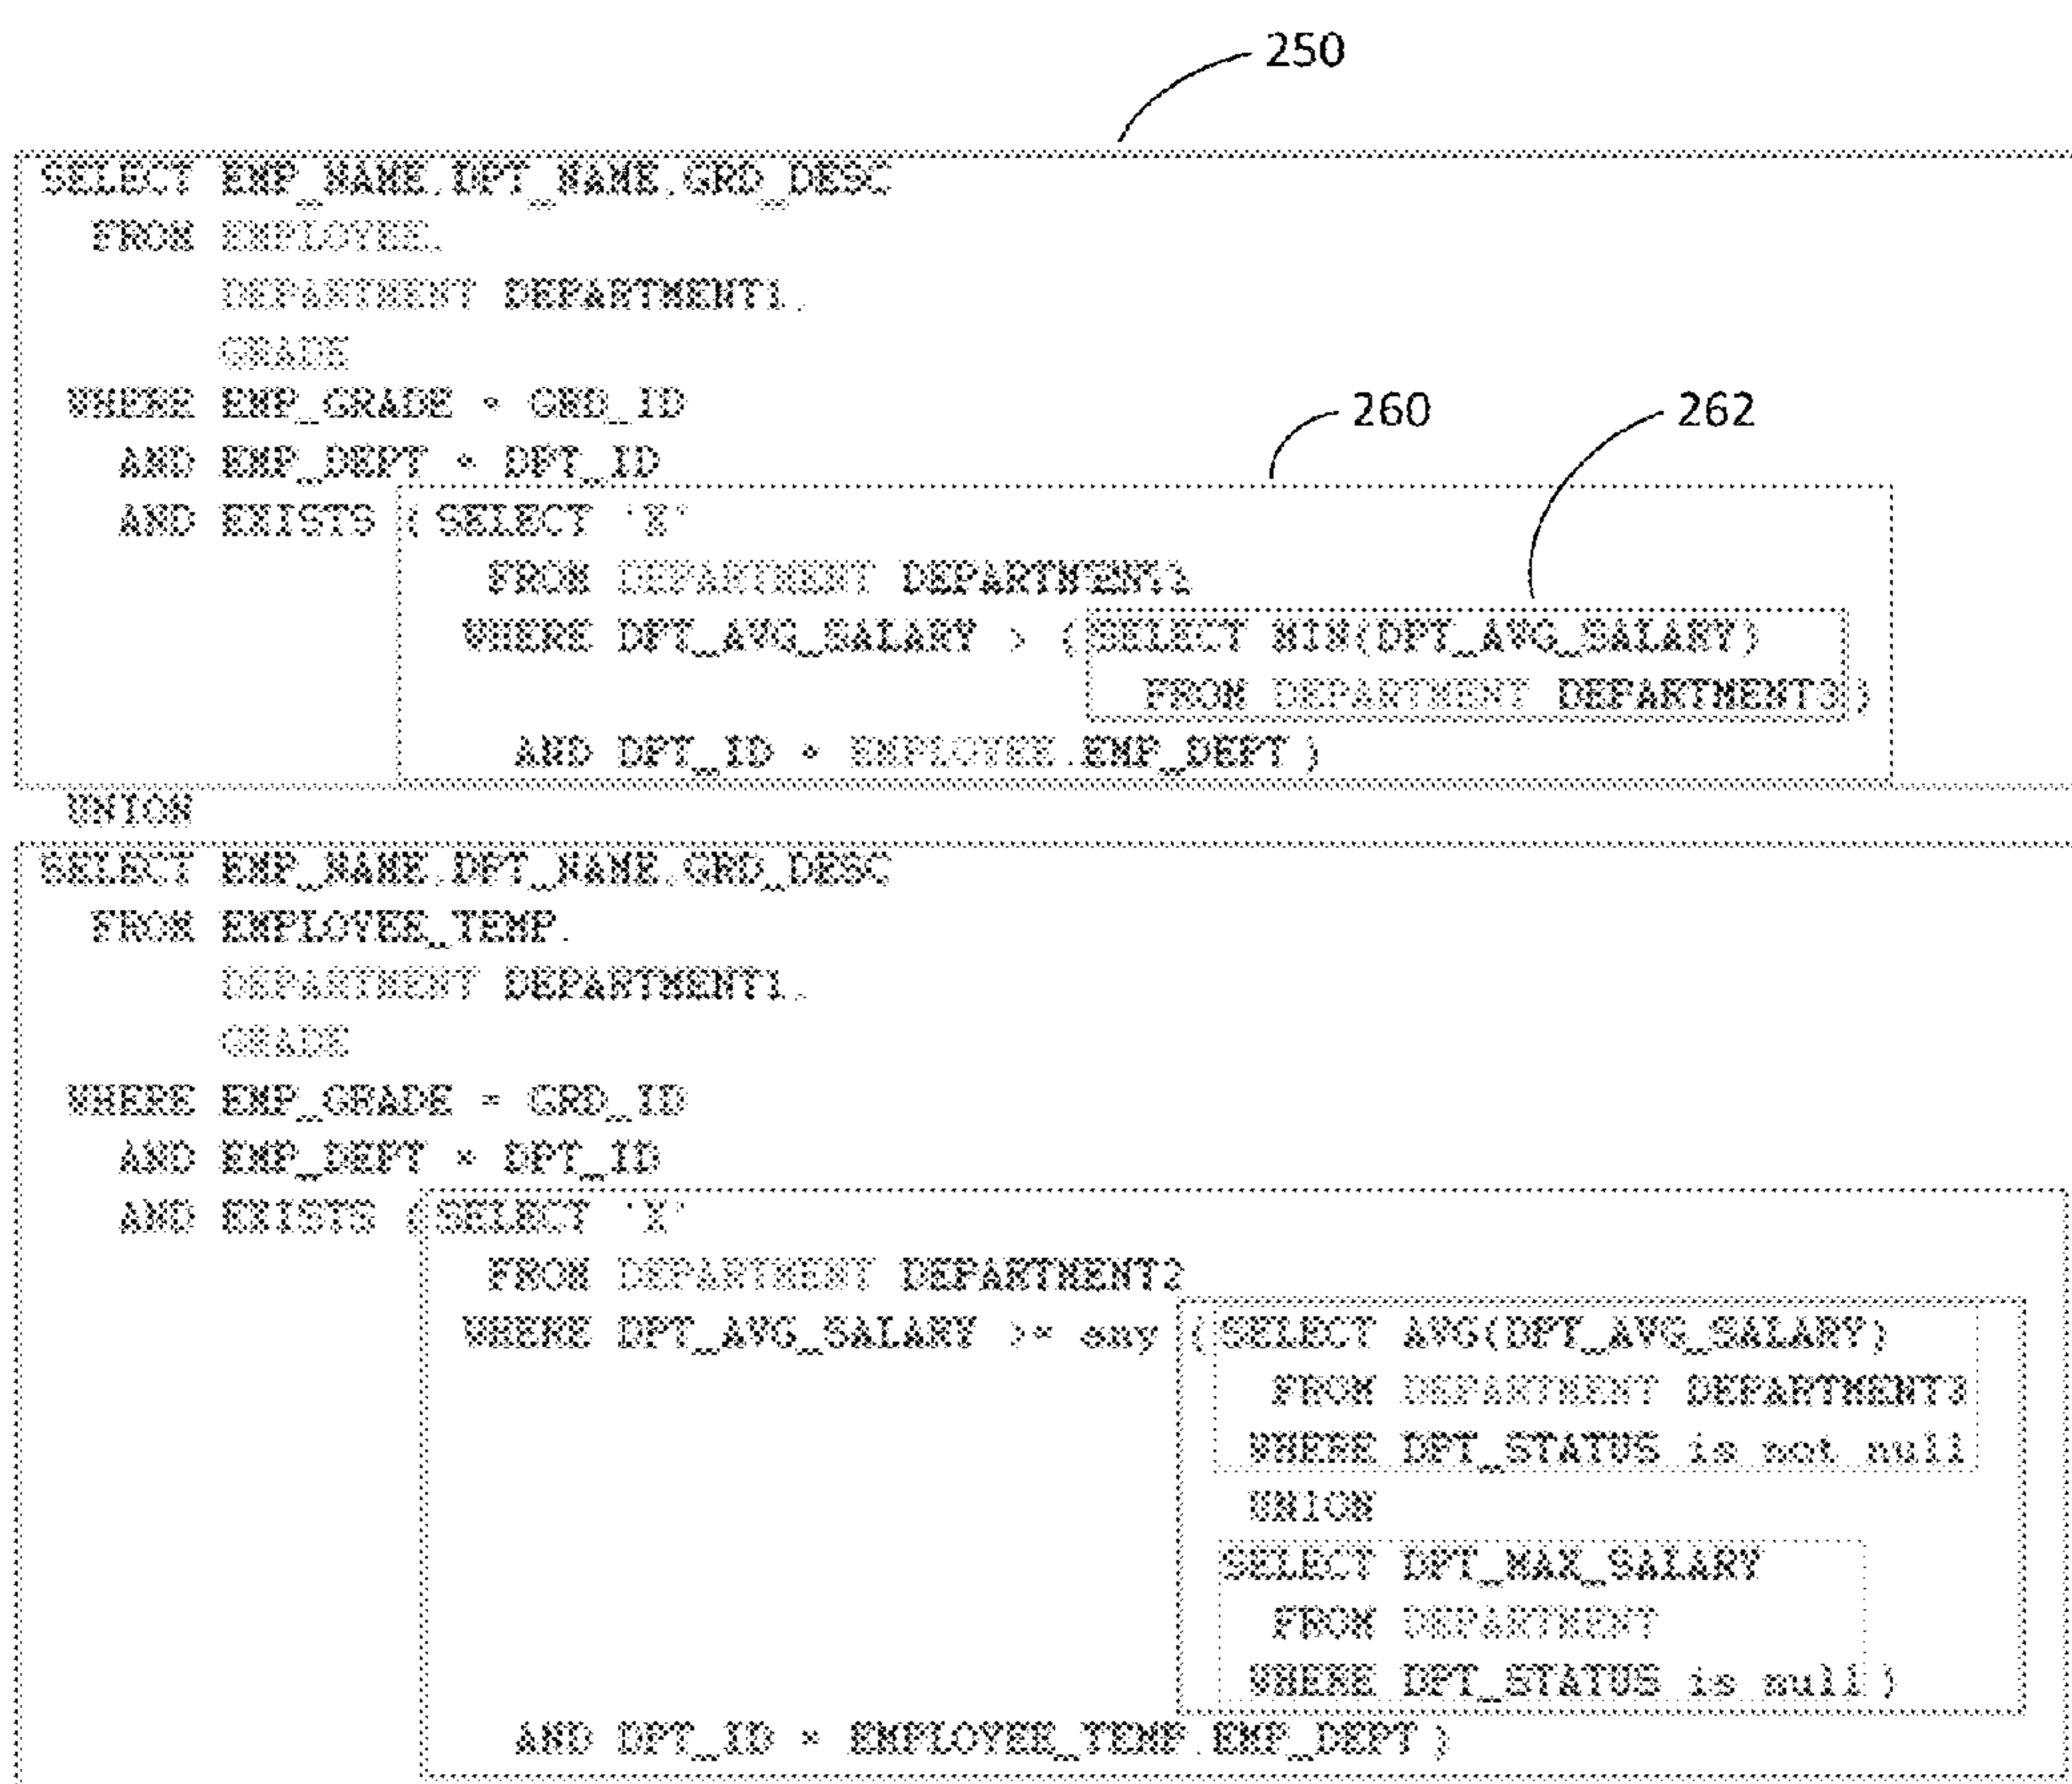 250
SELECT EMP_NAME,DPT_NAME,GRD_DESC
FROM EMPLOYEE,
DEPARTMENT DEPARTMENT1,
GRADE
WHERE EMP_GRADE = GRD_ID
260
262
AND EMP_DEPT = DPT_ID
AND EXISTS (SELECT 'X'
FROM DEPARTMENT DEPARTMENT2
WHERE DPT_AVG_SALARY > (SELECT MIN(DPT_AVG_SALARY)
FROM DEPARTMENT DEPARTMENT3)
AND DPT_ID = EMPLOYEE.EMP_DEPT)
UNION
SELECT EMP_NAME,DPT_NAME,GRD_DESC
FROM EMPLOYEE_TEMP,
DEPARTMENT DEPARTMENT1,
GRADE
WHERE EMP_GRADE = GRD_ID
AND EMP_DEPT = DPT_ID
AND EXISTS (SELECT 'X'
FROM DEPARTMENT DEPARTMENT2
WHERE DPT_AVG_SALARY >= any (SELECT AVG(DPT_AVG_SALARY)
FROM DEPARTMENT DEPARTMENT3
WHERE DPT_STATUS is not null
UNION
SELECT DPT_MAX_SALARY
FROM DEPARTMENT
WHERE DPT_STATUS is null)
AND DPT_ID = EMPLOYEE_TEMP.EMP_DEPT)